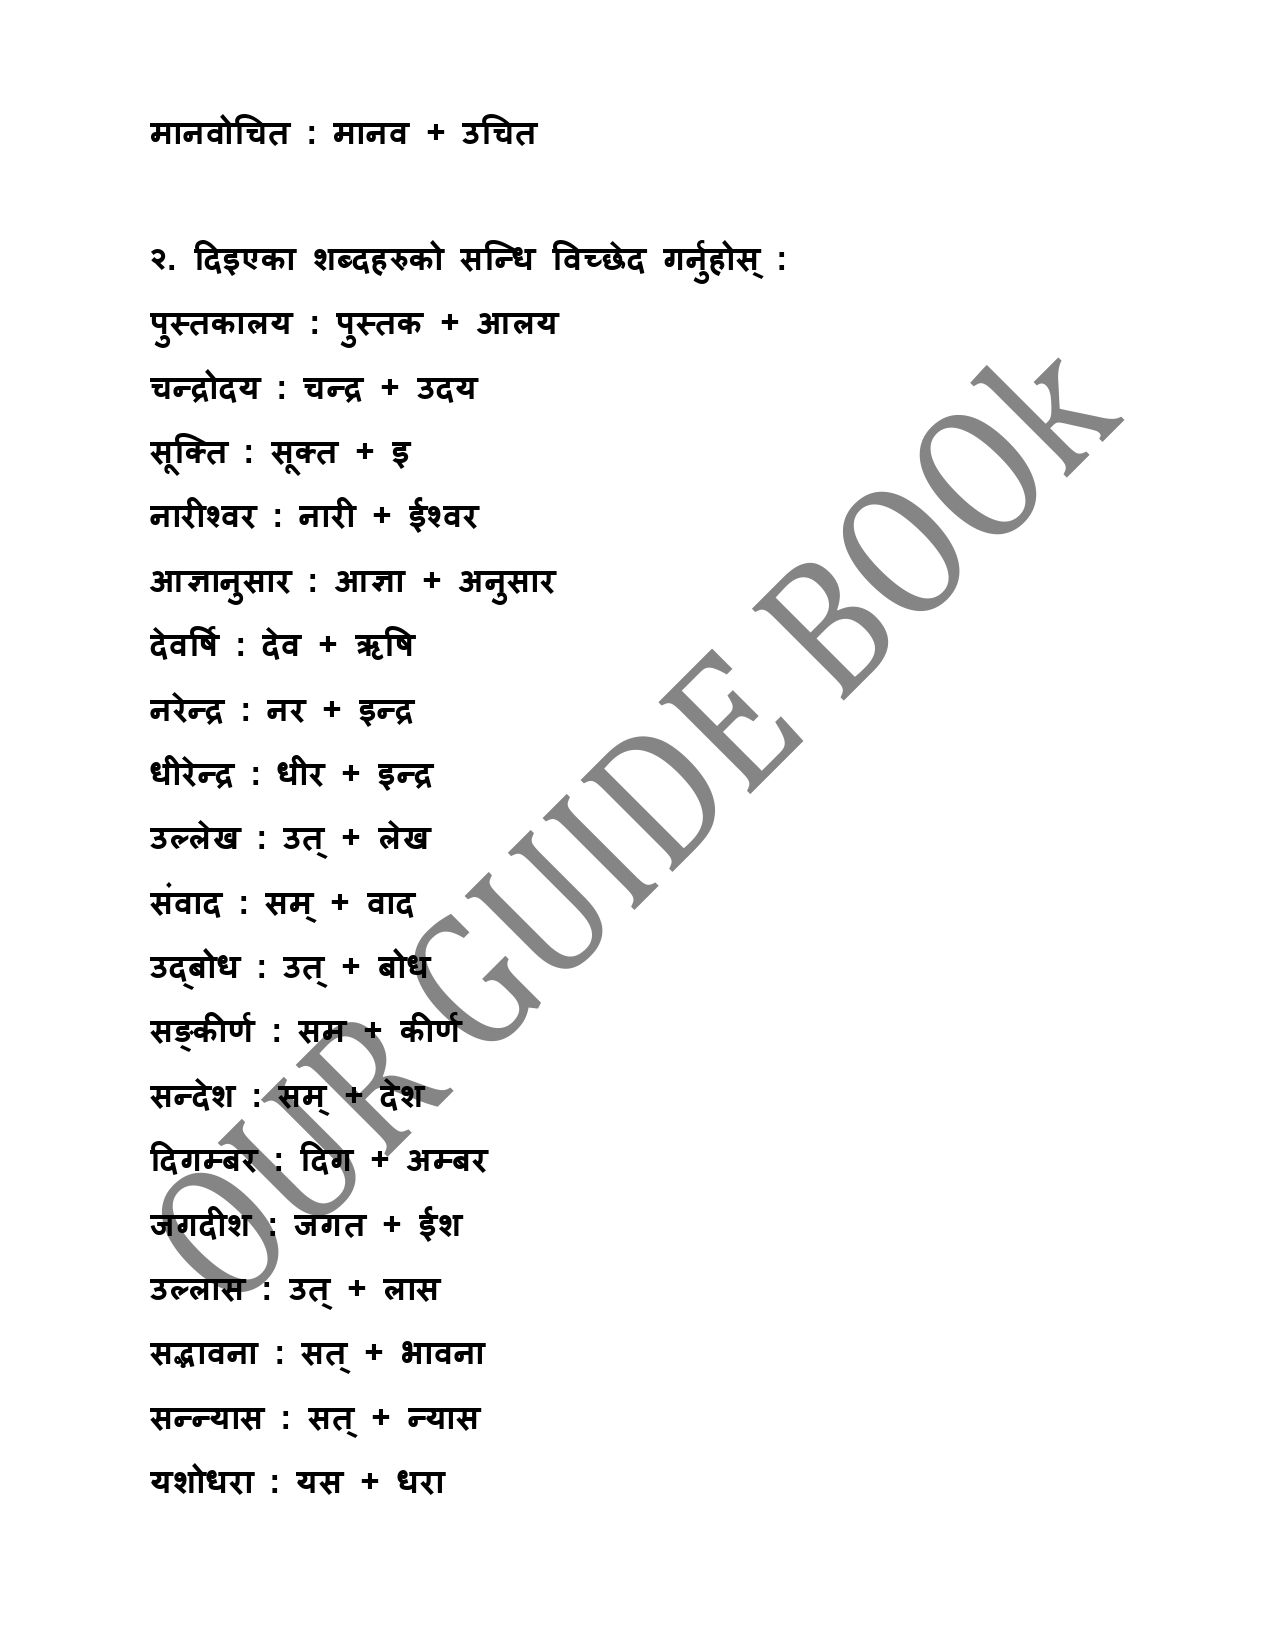 मानवोचित : मानव + उचित
२. दिइएका शब्दहरुको सन्धि विच्छेद गर्नुहोस् :
पुस्तकालय : पुस्तक + आलय
चन्द्रोदय : चन्द्र + उदय
सूक्ति : सूक्त + इ
नारीश्वर : नारी + ईश्वर
आज्ञानुसार : आज्ञा + अनुसार
देवर्षि : देव + ऋषि
नरेन्द्र : नर + इन्द्र
धीरेन्द्र : धीर + इन्द्र
उल्लेख : उत् + लेख
संवाद : सम् + वाद
उद्‌बोध : उत् + बोध
सङ्कीर्ण : सम + कीर्ण
सन्देश : सम् + देश
दिगम्बर : दिग + अम्बर
जगदीश : जगत + ईश
उल्लास : उत् + लास
सद्भावना : सत् + भावना
सन्न्यास : सत् + न्यास
यशोधरा : यस + धरा
OUR GUIDE BOOk